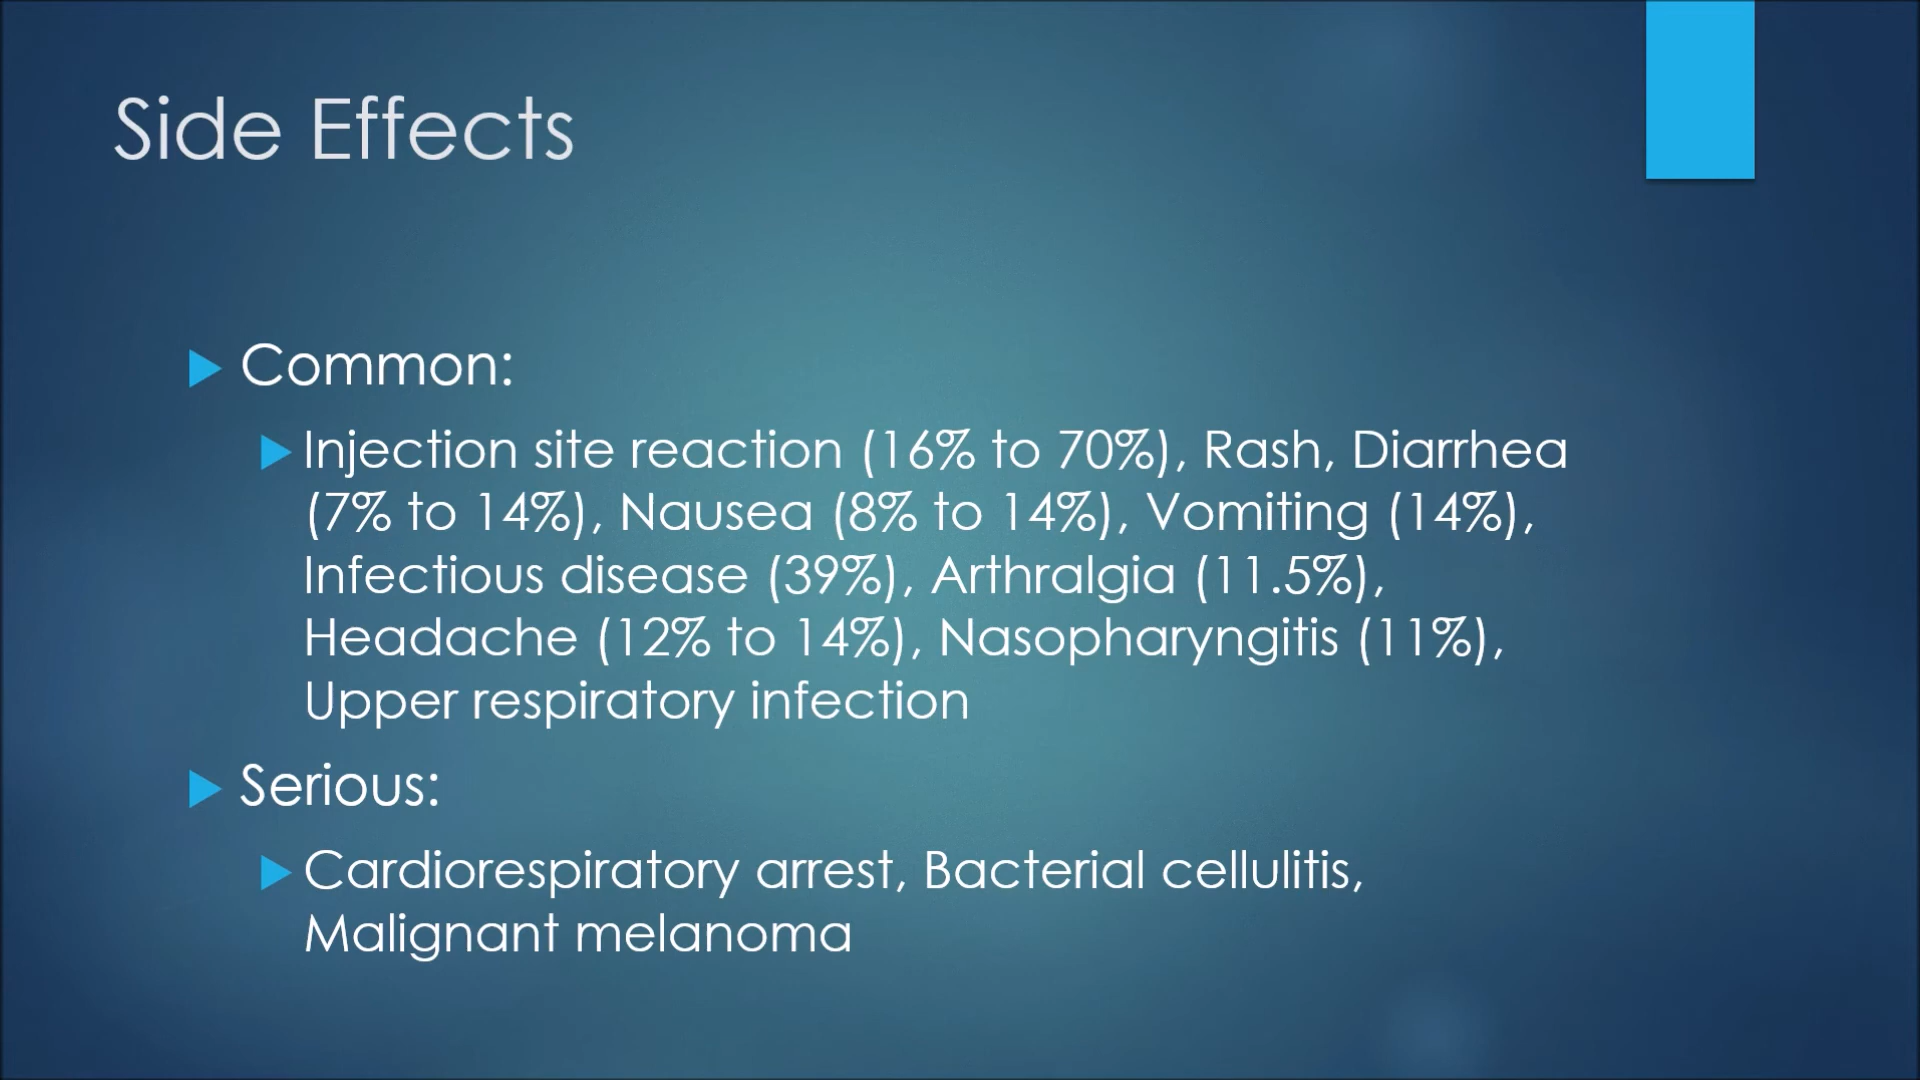 Side Effects
Common:
Injection site reaction (16% to 70%), Rash, Diarrhea
(7% to 14%), Nausea (8% to 14%), Vomiting (14%),
Infectious disease (39%), Arthralgia (11.5%),
Headache (12% to 14%), Nasopharyngitis (11%),
Upper respiratory infection
Serious:
Cardiorespiratory arrest, Bacterial cellulitis,
Malignant melanoma